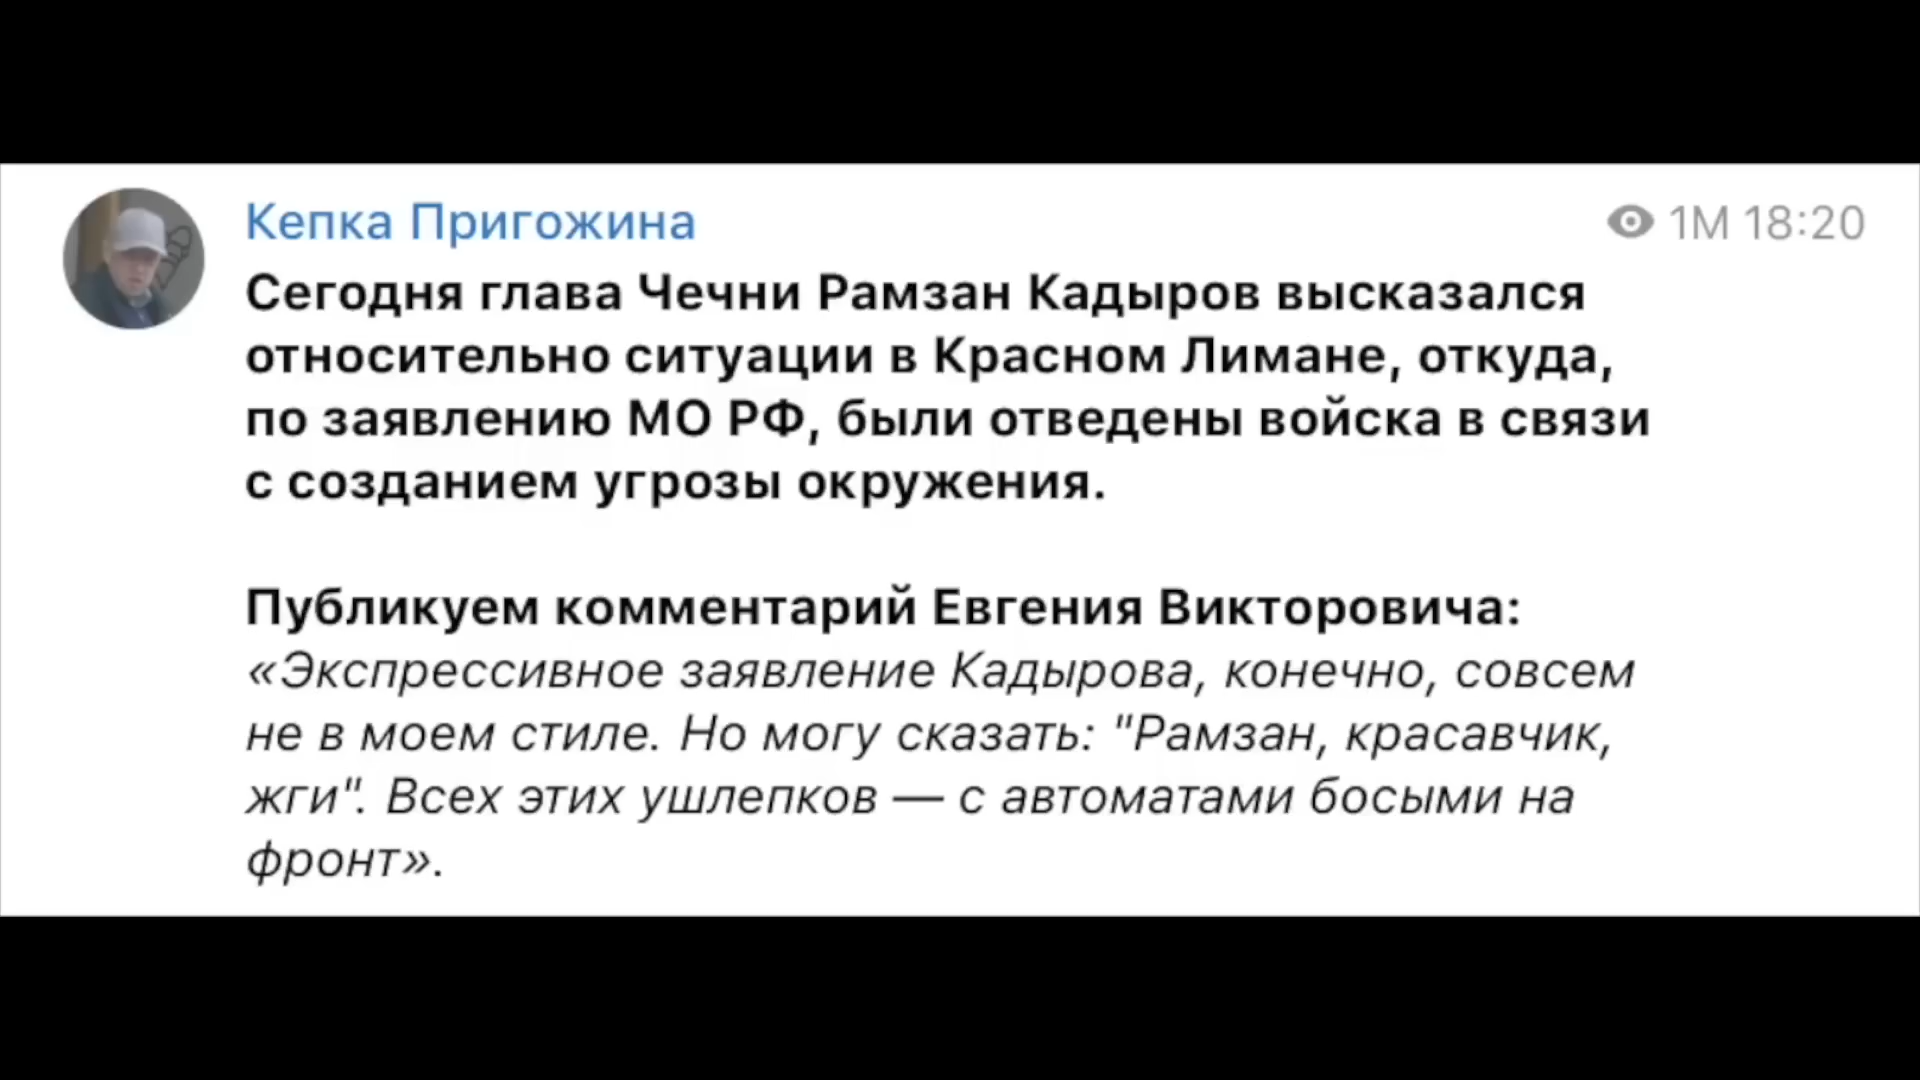 Кепка Пригожина
1M 18:20
Сегодня глава Чечни Рамзан Кадыров высказался
относительно ситуации в Красном Лимане, откуда,
по заявлению МО РФ, были отведены войска в связи
с созданием угрозы окружения.
Публикуем комментарий Евгения Викторовича:
«Экспрессивное заявление Кадырова, конечно, совсем
не в моем стиле. Но могу сказать: "Рамзан, красавчик,
жги". Всех этих ушлепков — с автоматами босыми на
фронт».